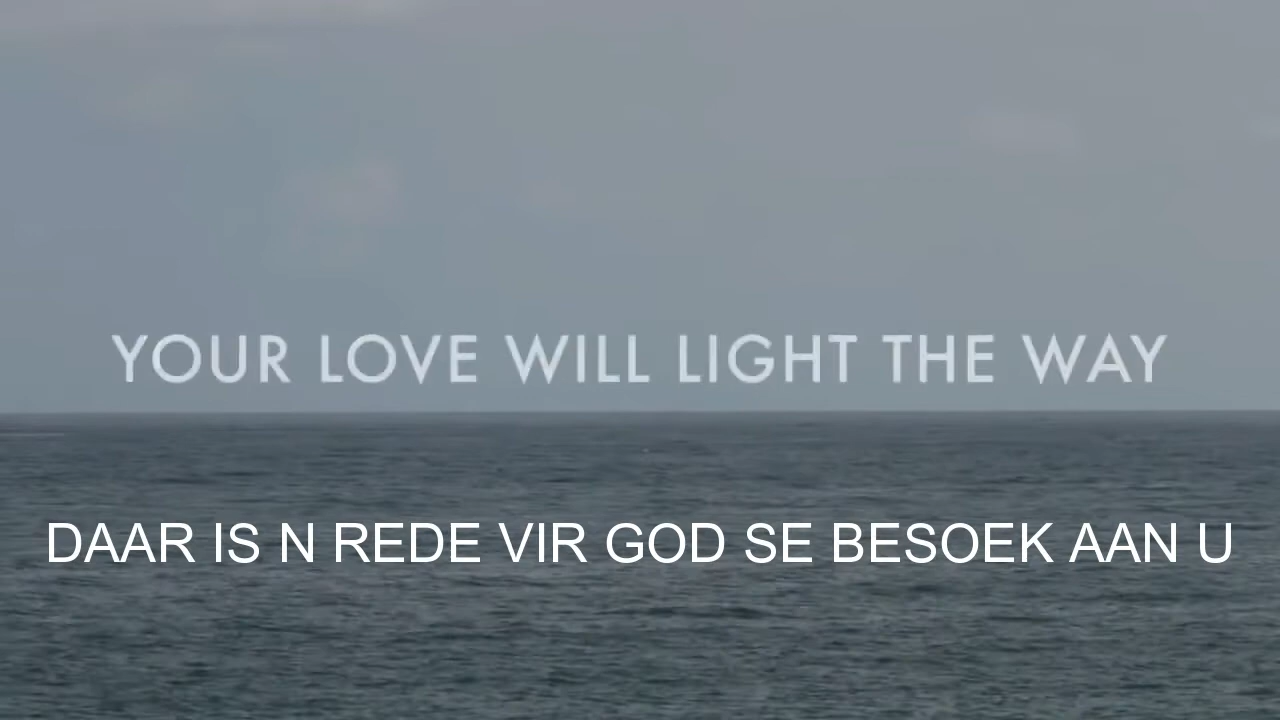 YOUR LOVE WILL LIGHT THE WAY
DAAR IS N REDE VIR GOD SE BESOEK AAN U